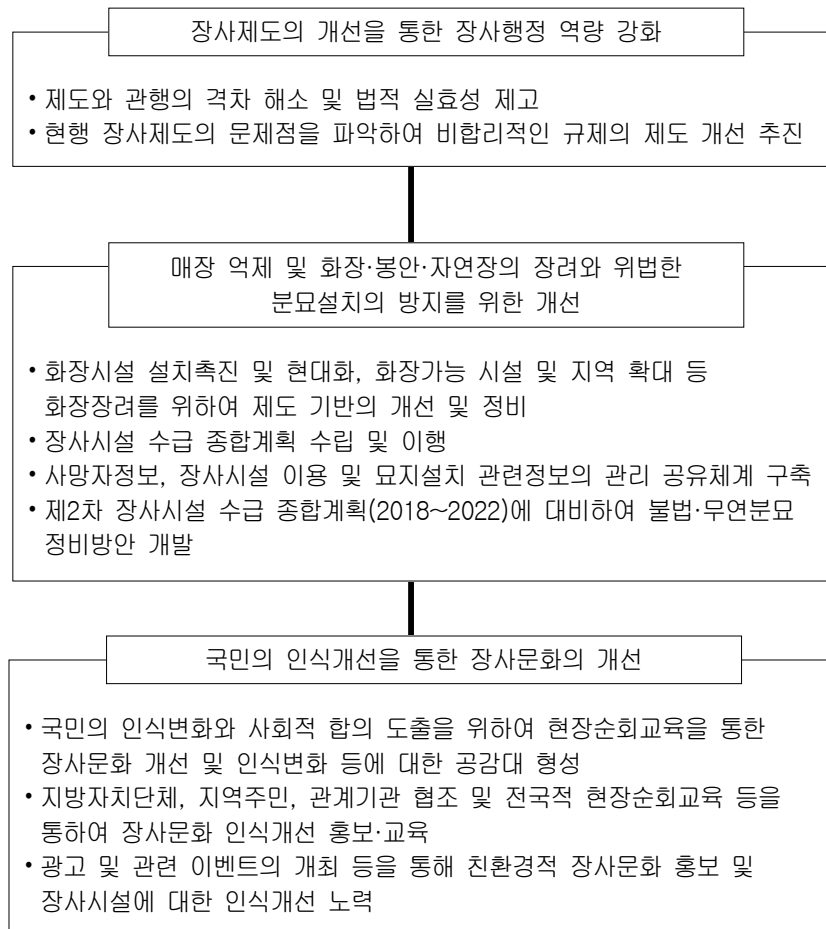 장사제도의 개선을 통한 장사행정 역량 강화
• 제도와 관행의 격차 해소 및 법적 실효성 제고
• 현행 장사제도의 문제점을 파악하여 비합리적인 규제의 제도 개선 추진
매장 억제 및 화장·봉안·자연장의 장려와 위법한
분묘설치의 방지를 위한 개선
• 화장시설 설치촉진 및 현대화, 화장가능 시설 및 지역 확대 등
화장장려를 위하여 제도 기반의 개선 및 정비
• 장사시설 수급 종합계획 수립 및 이행
• 사망자정보, 장사시설 이용 및 묘지설치 관련정보의 관리 공유체계 구축
• 제2차 장사시설 수급 종합계획(2018~2022)에 대비하여 불법·무연분묘
정비방안 개발
국민의 인식개선을 통한 장사문화의 개선
• 국민의 인식변화와 사회적 합의 도출을 위하여 현장순회교육을 통한
장사문화 개선 및 인식변화 등에 대한 공감대 형성
• 지방자치단체, 지역주민, 관계기관 협조 및 전국적 현장순회교육 등을
통하여 장사문화 인식개선 홍보·교육
• 광고 및 관련 이벤트의 개최 등을 통해 친환경적 장사문화 홍보 및
장사시설에 대한 인식개선 노력